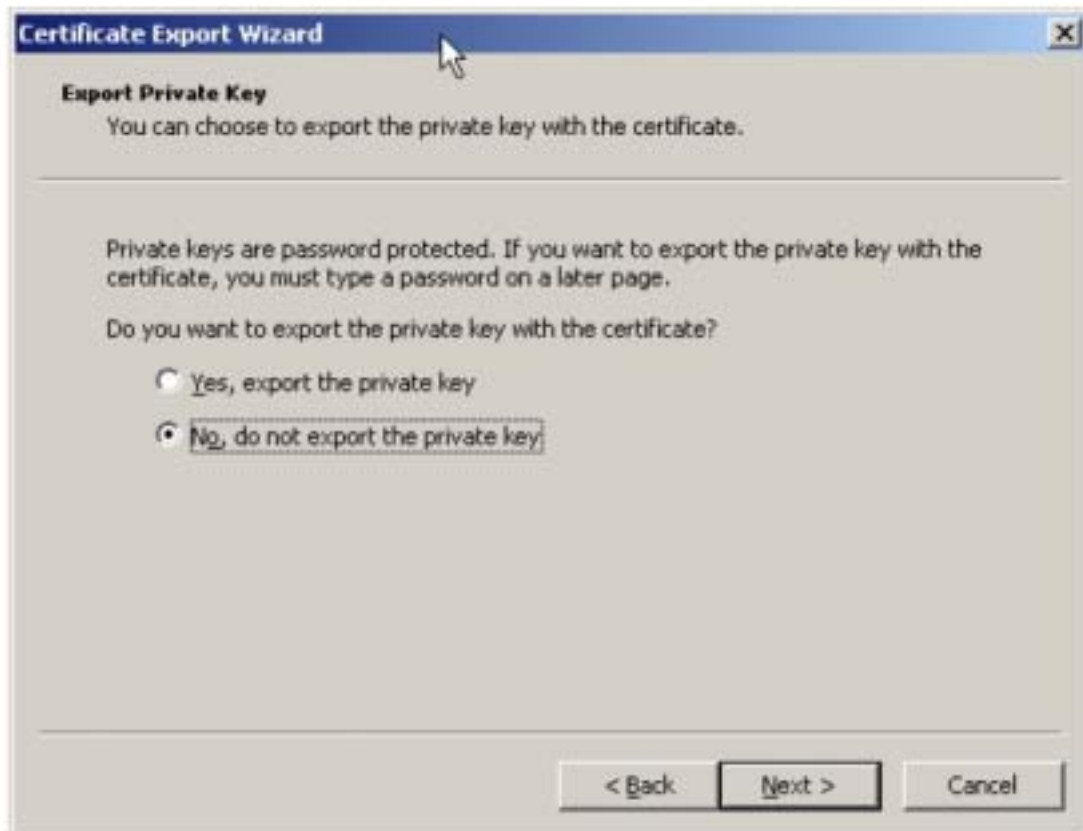 Certificate Export Wizard
Export Private Key
You can choose to export the private key with the certificate.
Private keys are password protected. If you want to export the private key with the
certificate, you must type a password on a later page.
Do you want to export the private key with the certificate?
Yes, export the private key
No, do not export the private key
< Back Next > Cancel